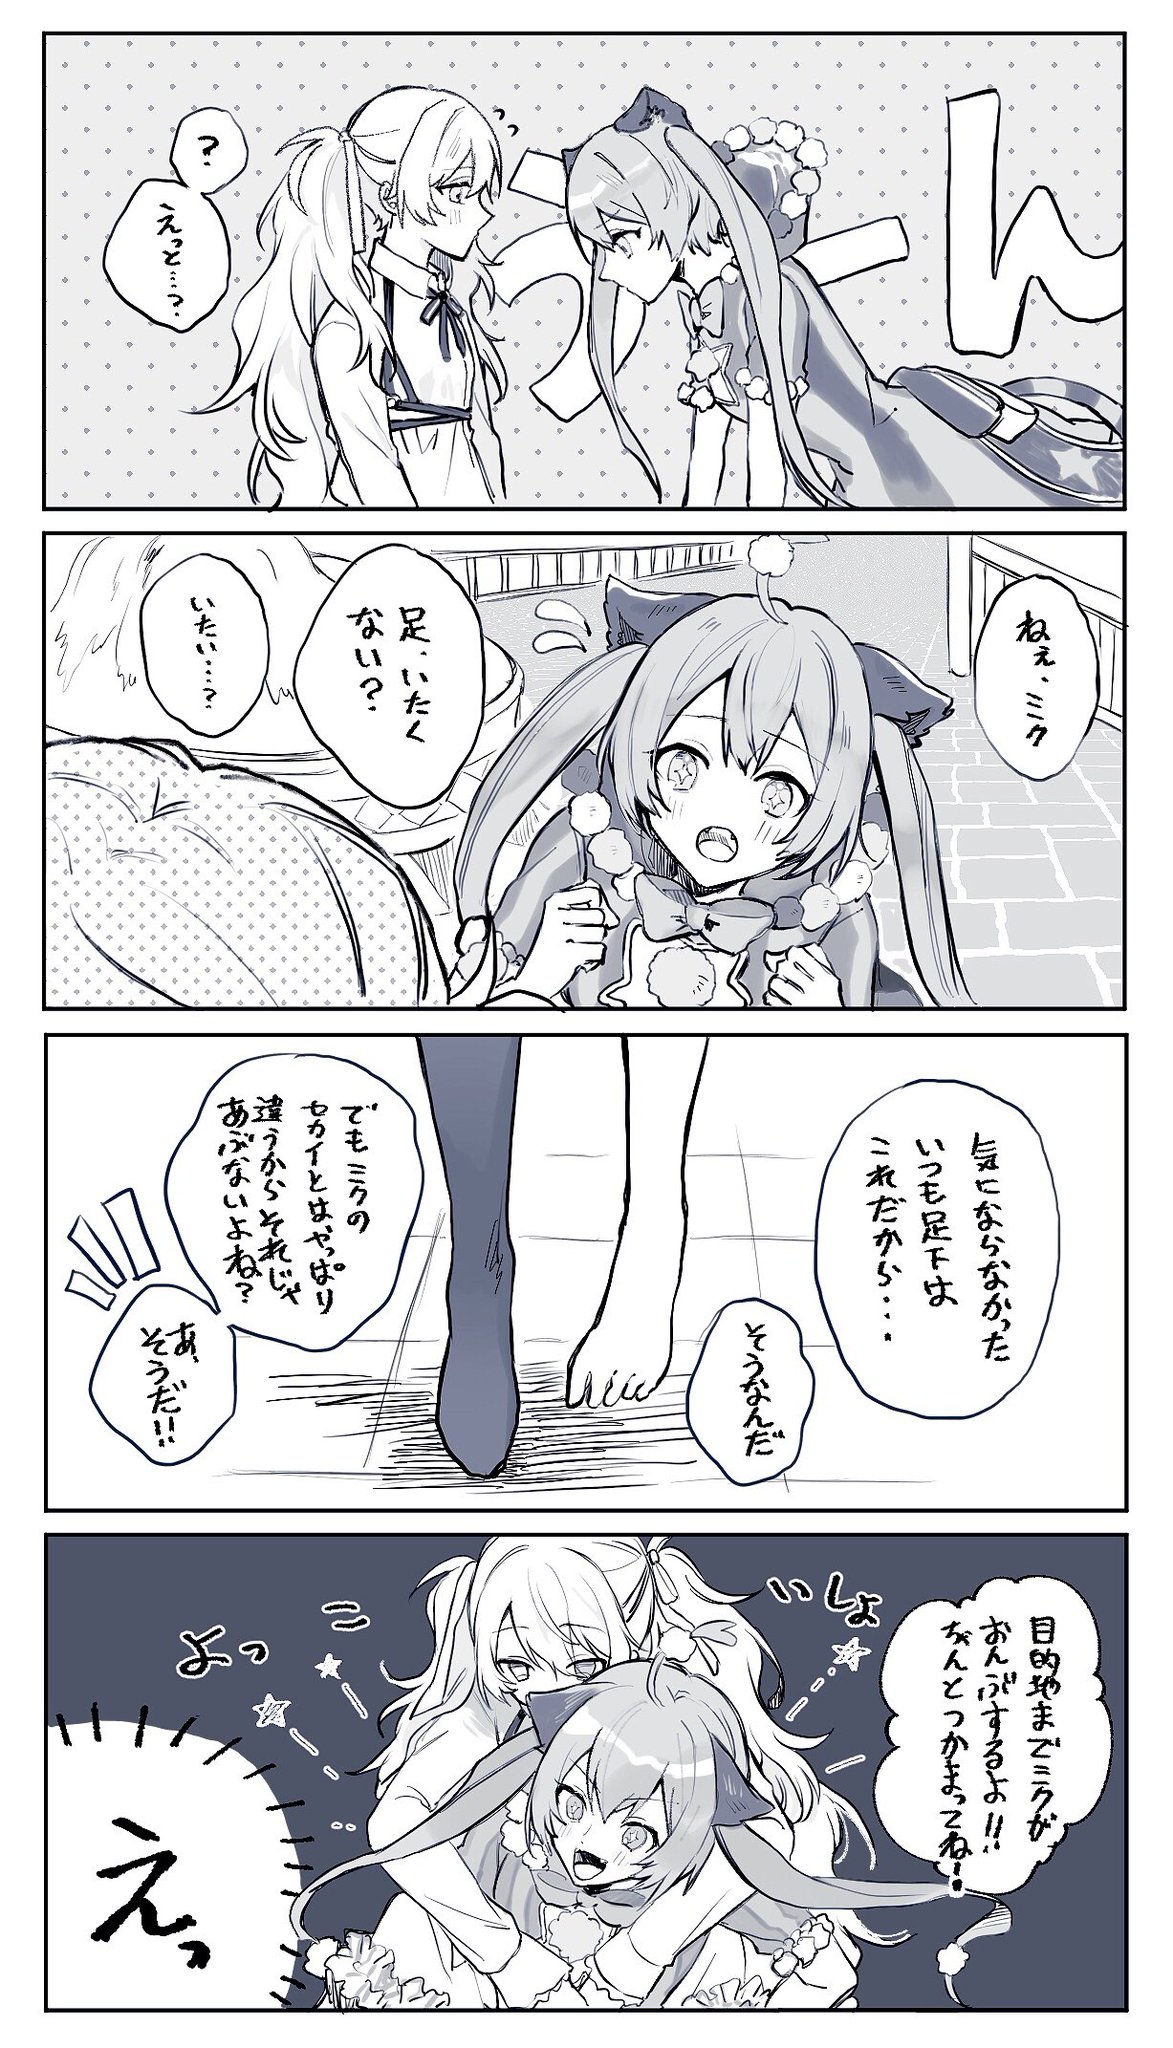 うーん
?
えっと…?
ねぇ、ミク
足、いたく
ない?
いたい…?
気にならなかった
いつも足下は
これだから・・・
そうなんだ
でもミクの
セカイとはやっぱり
違うからそれじゃ
あぶないよね?
あ、
そうだ!!
目的地までミクが
おんぶするよ!!
ちゃんとつかまってね!
いしょ
よっこ
えっ